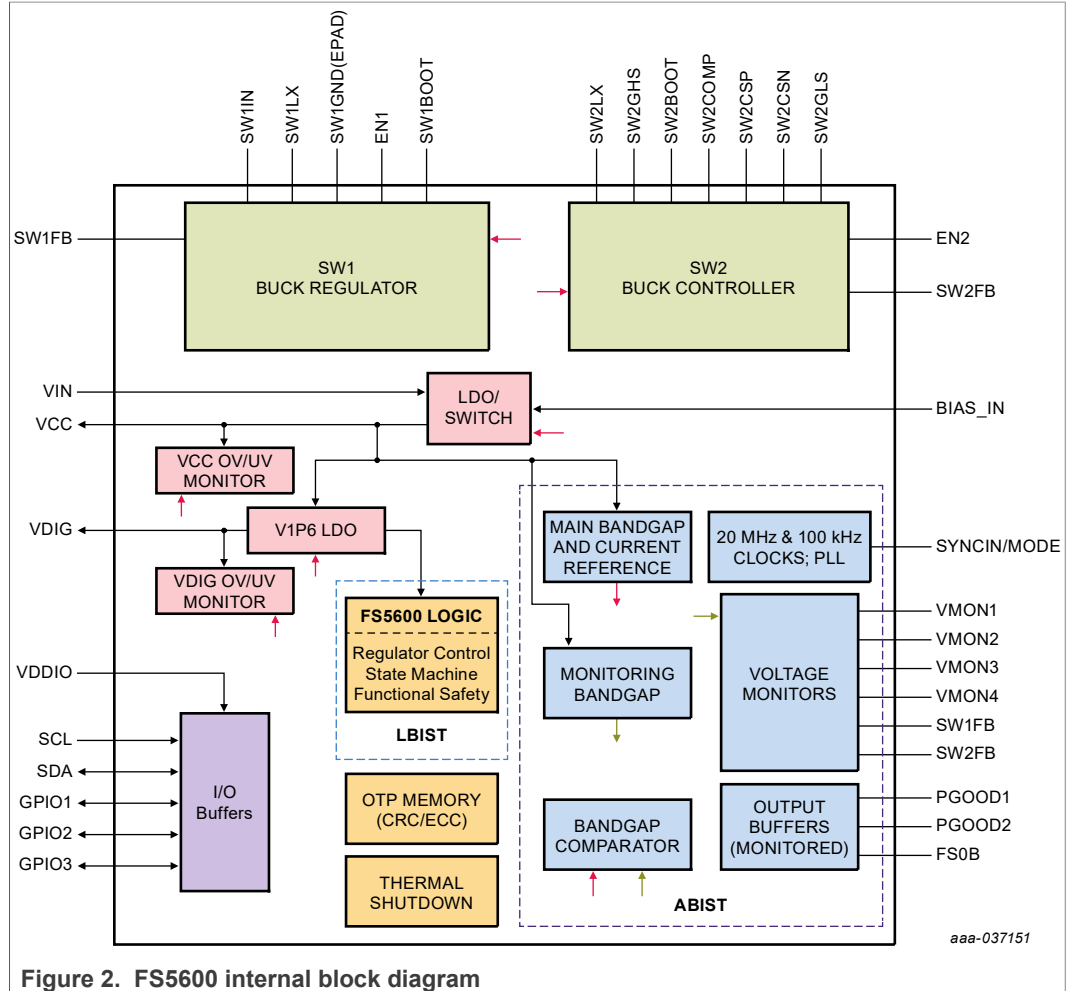 SW1IN
SW1LX
SW1GND(EPAD)
EN1
SW1BOOT
SW2LX
SW2GHS
SW2BOOT
SW2COMP
SW2CSP
SW2CSN
SW2GLS
SW1FB
SW1
BUCK REGULATOR
SW2
BUCK CONTROLLER
EN2
SW2FB
VIN
VCC
LDO/
SWITCH
BIAS_IN
VCC OV/UV
MONITOR
VDIG
V1P6 LDO
VDIG OV/UV
MONITOR
MAIN BANDGAP
AND CURRENT
REFERENCE
20 MHz & 100 kHz
CLOCKS; PLL
SYNCIN/MODE
FS5600 LOGIC
Regulator Control
State Machine
Functional Safety
LBIST
MONITORING
BANDGAP
VOLTAGE
MONITORS
VMON1
VMON2
VMON3
VMON4
SW1FB
SW2FB
VDDIO
SCL
SDA
GPIO1
GPIO2
GPIO3
I/O
Buffers
OTP MEMORY
(CRC/ECC)
THERMAL
SHUTDOWN
BANDGAP
COMPARATOR
OUTPUT
BUFFERS
(MONITORED)
PGOOD1
PGOOD2
FS0B
ABIST
aaa-037151
Figure 2. FS5600 internal block diagram